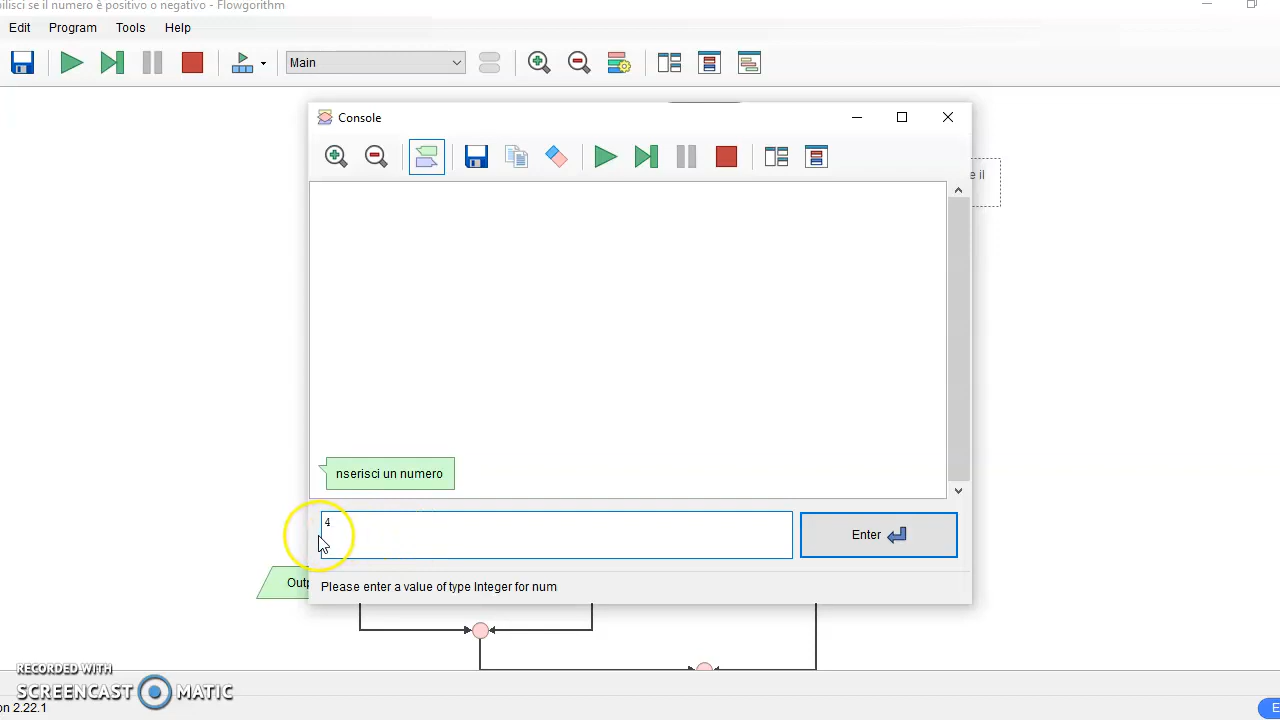 bilisci se il numero è positivo o negativo - Flowgorithm
Edit Program Tools Help
Main
Console
e il
nserisci un numero
4
Enter
Outp
Please enter a value of type Integer for num
RECORDED WITH
SCREENCAST MATIC
on 2.22.1
E